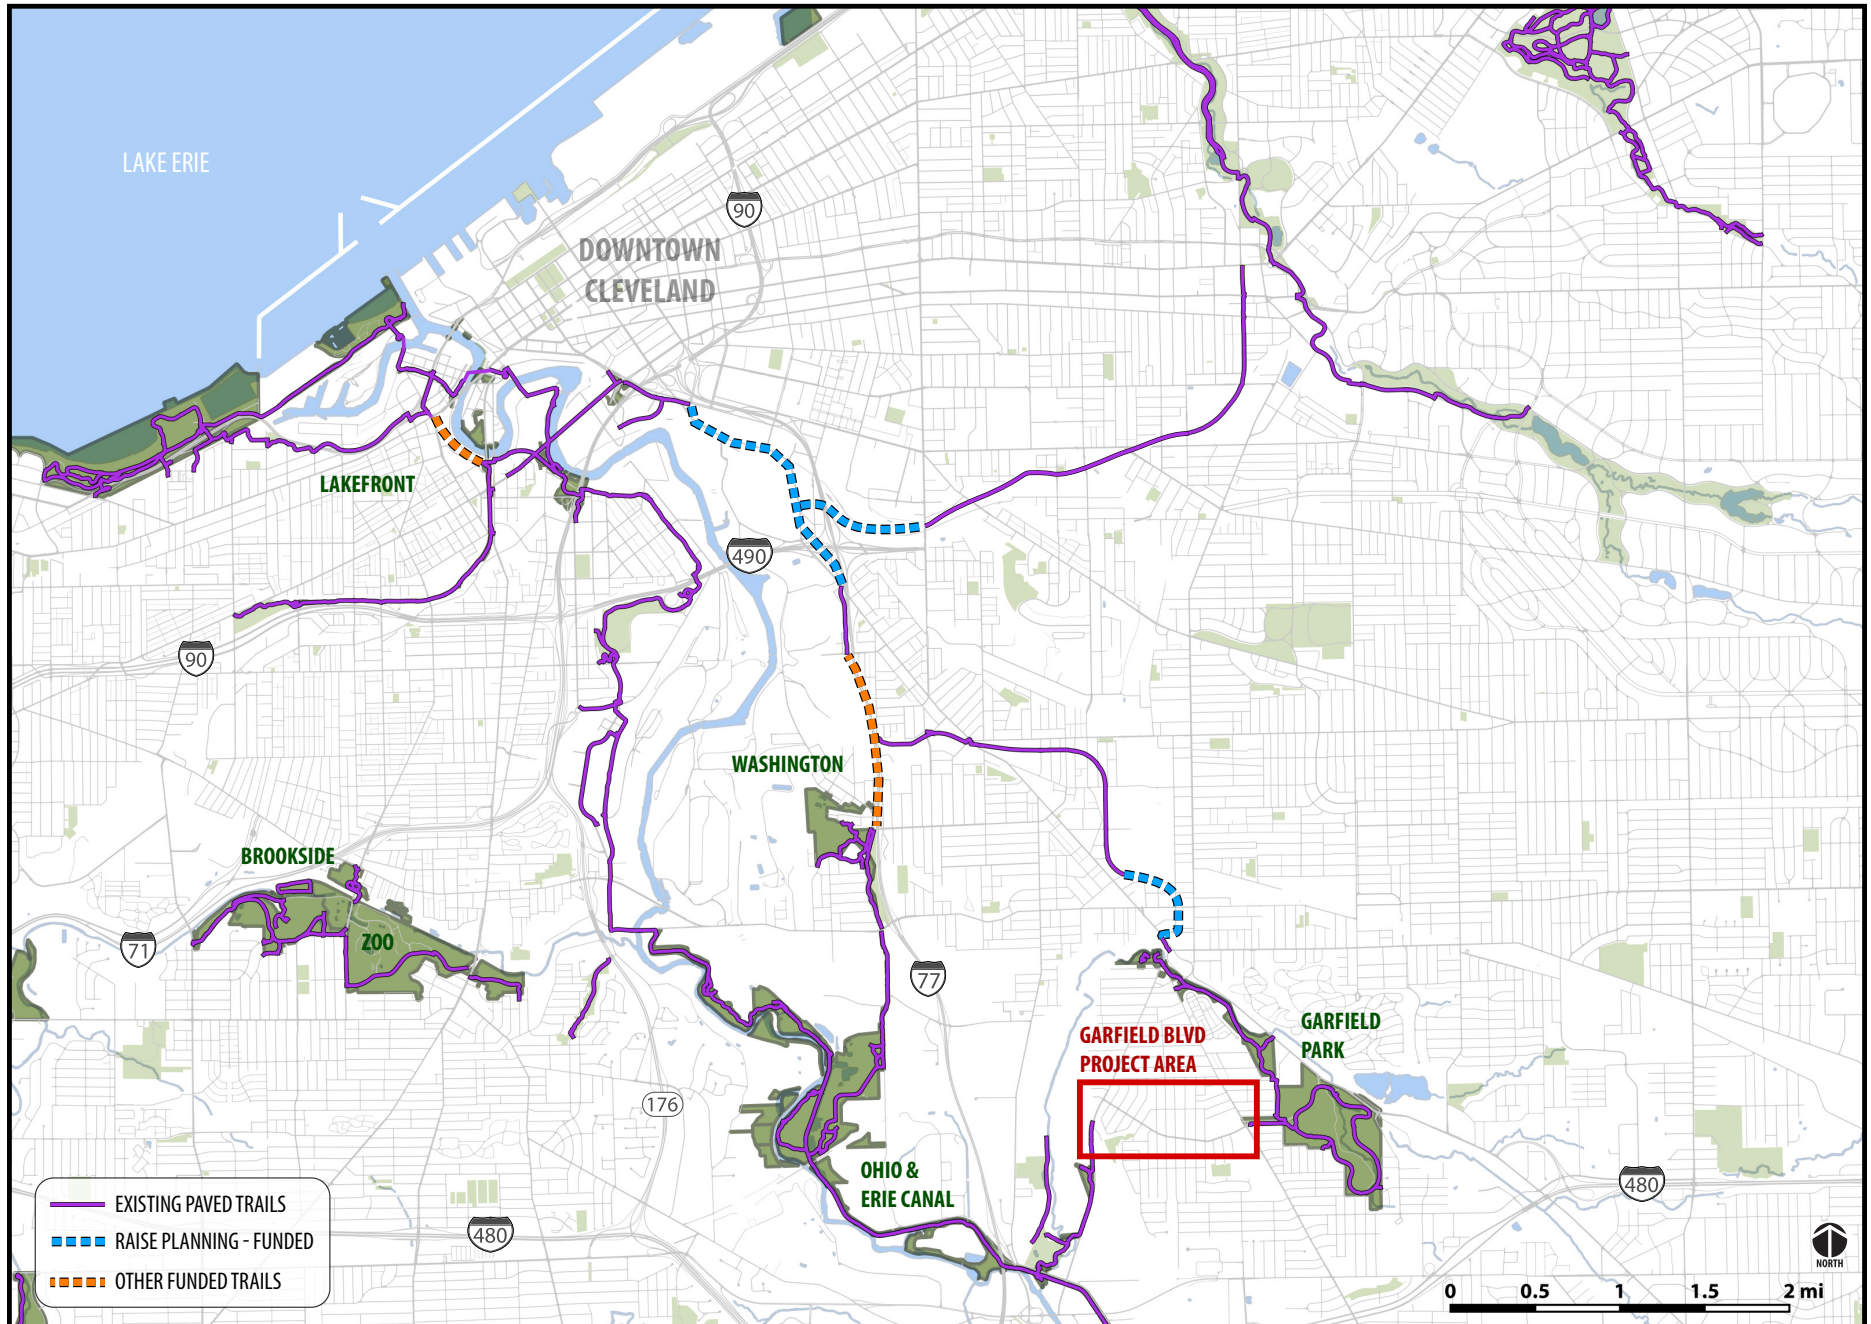 LAKE ERIE
90
DOWNTOWN
CLEVELAND
LAKEFRONT
490
90
WASHINGTON
BROOKSIDE
ZOO
71
77
GARFIELD BLVD
PROJECT AREA
GARFIELD
PARK
176
OHIO &
ERIE CANAL
480
480
EXISTING PAVED TRAILS
RAISE PLANNING - FUNDED
OTHER FUNDED TRAILS
NORTH
0 0.5 1 1.5 2 mi